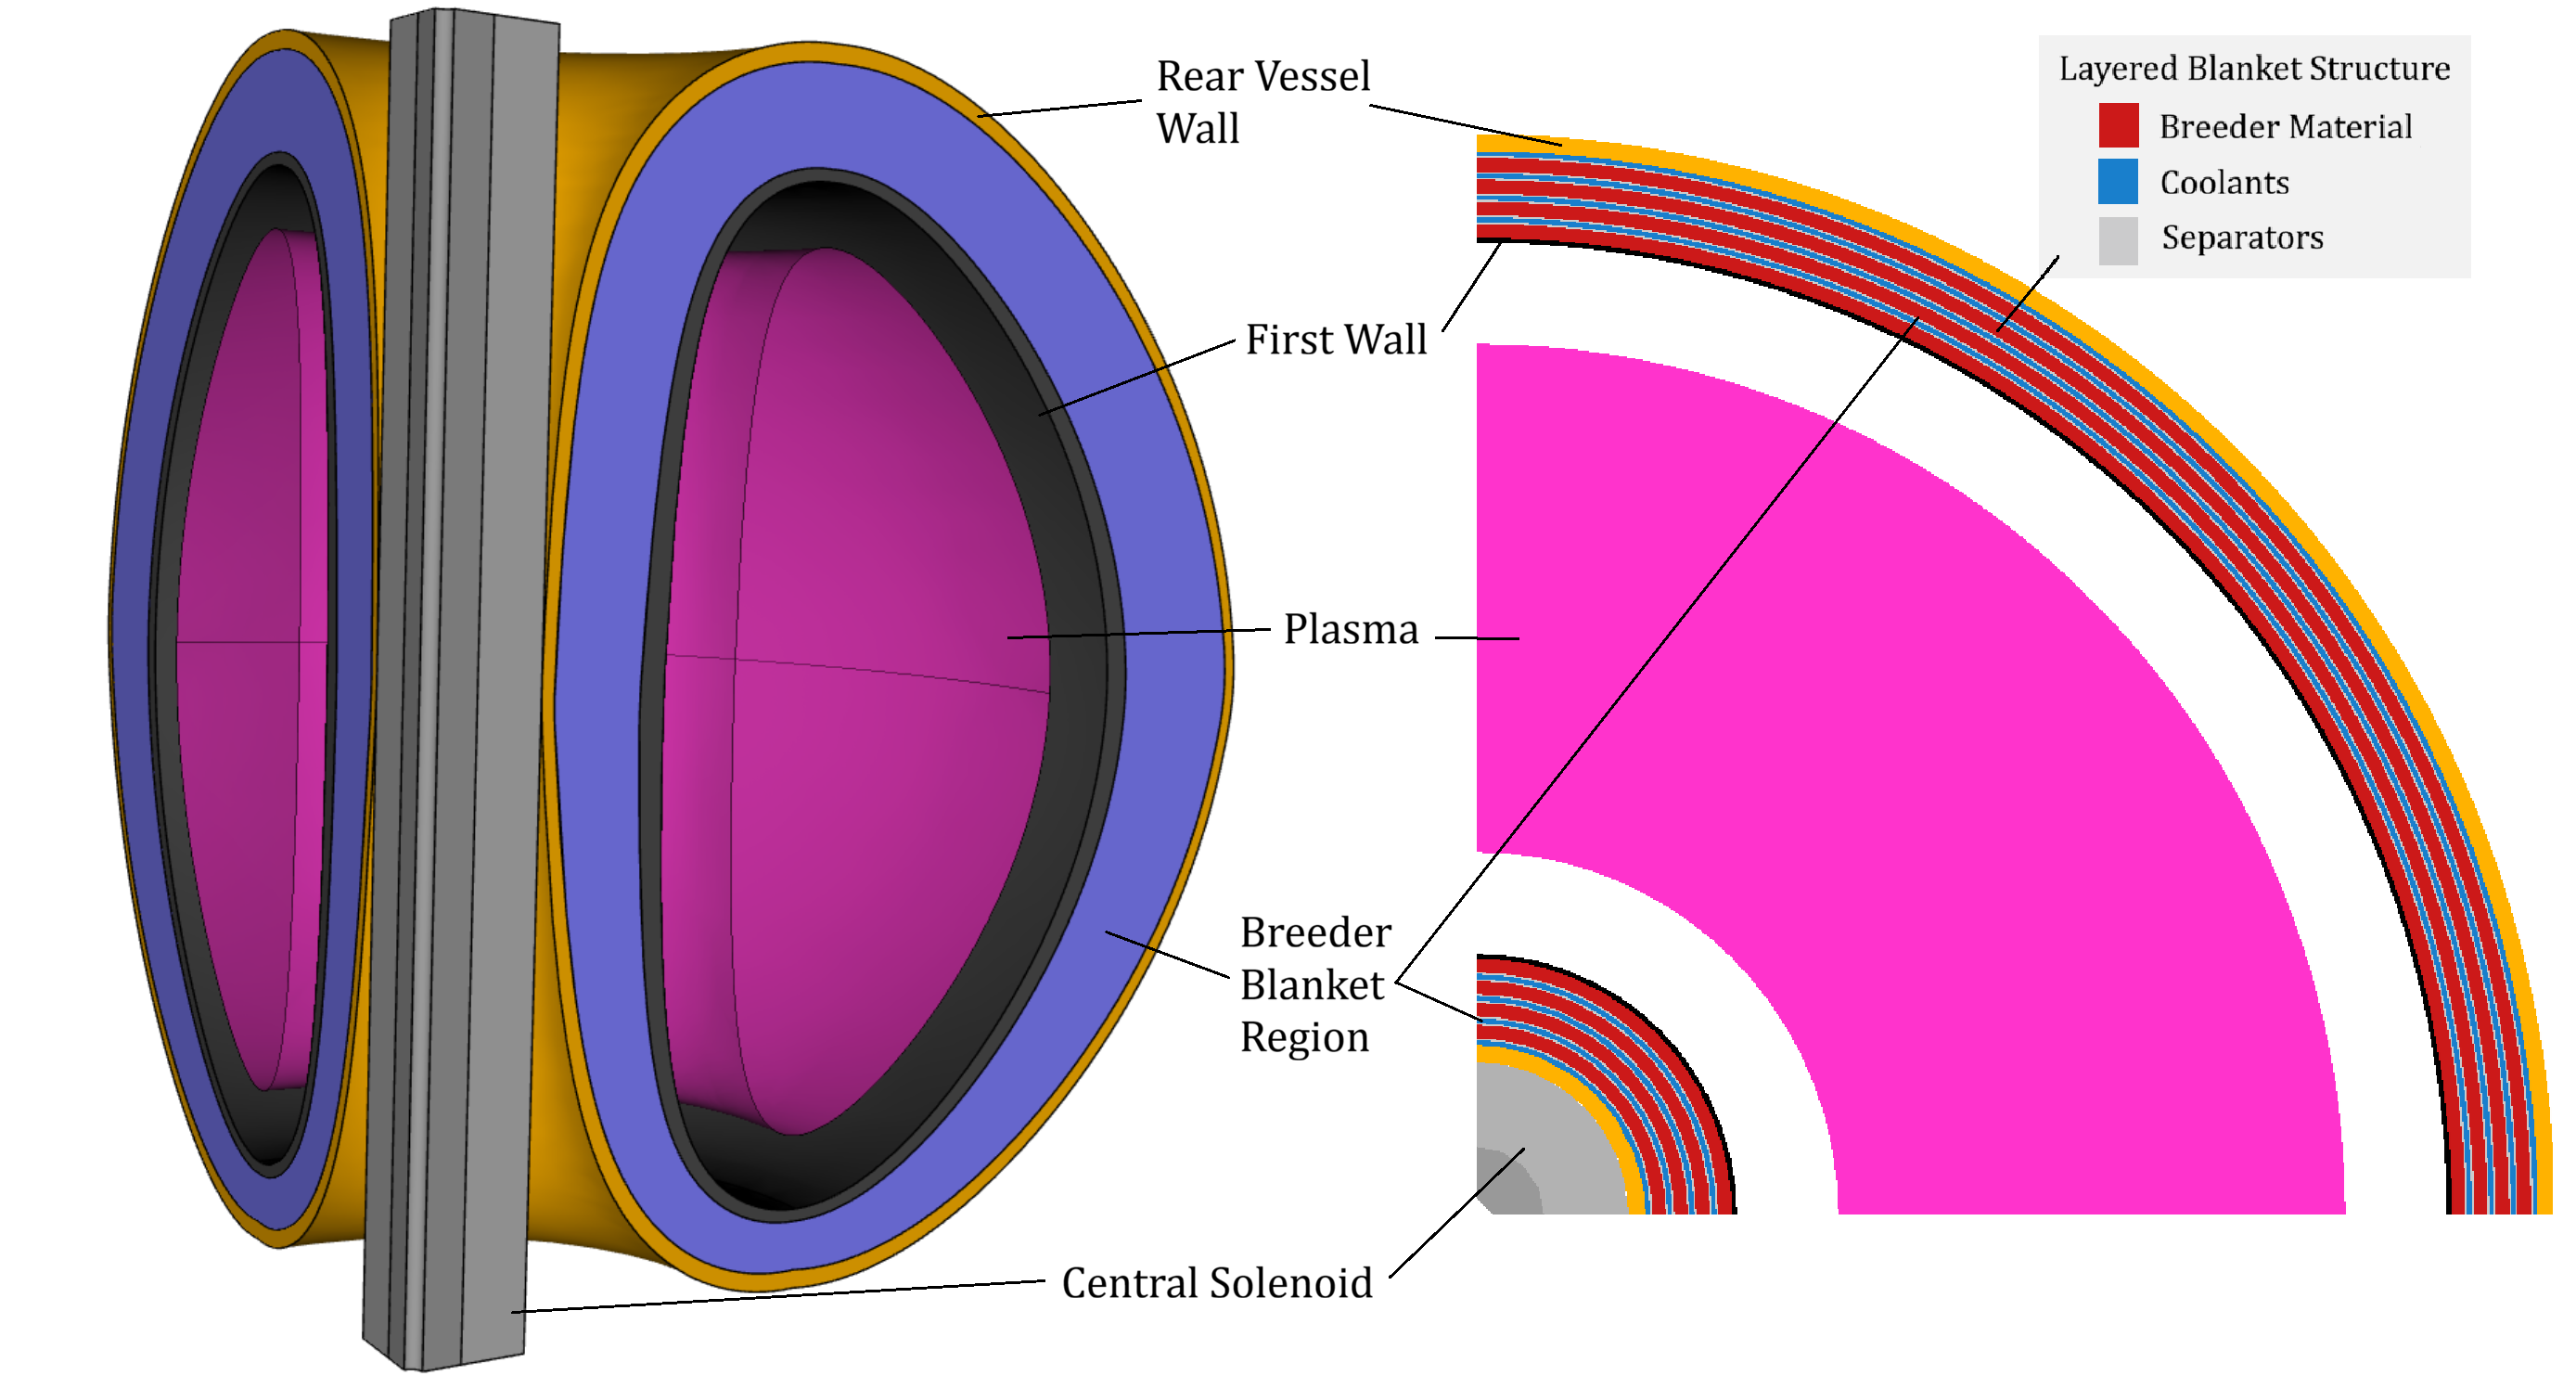 Rear Vessel
Wall
Layered Blanket Structure
Breeder Material
Coolants
Separators
First Wall
Plasma
Breeder
Blanket
Region
Central Solenoid